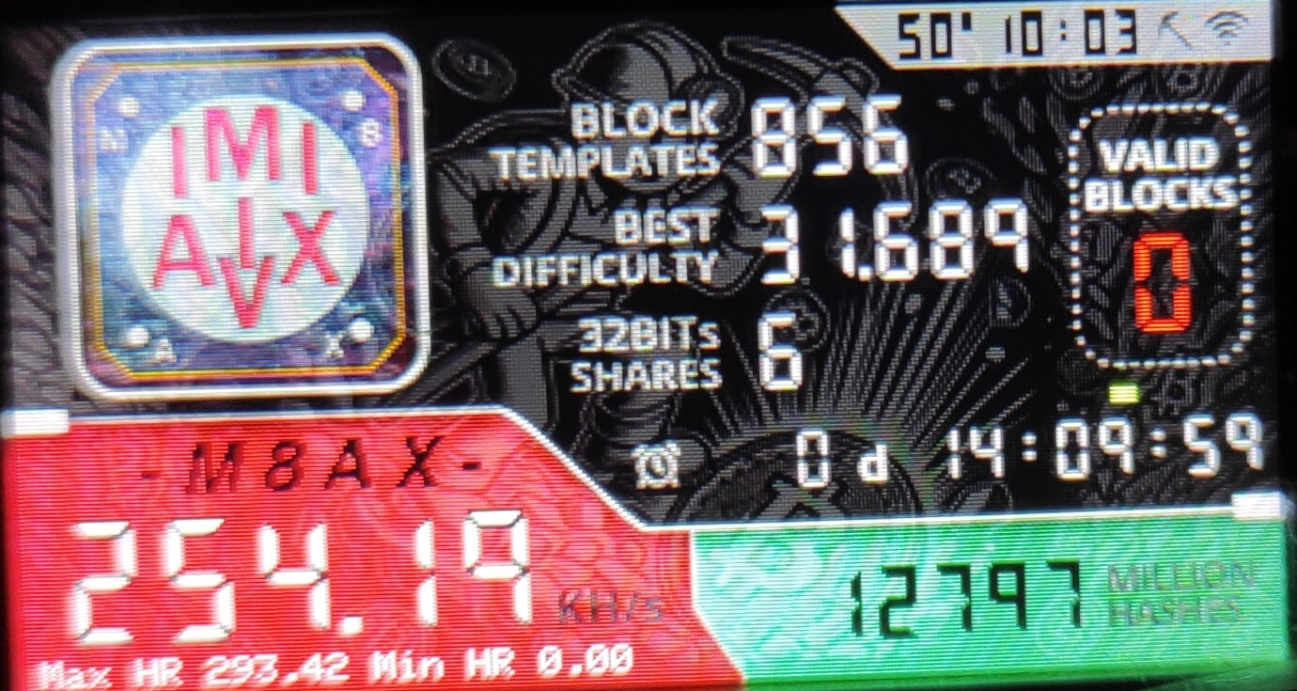 50° 10:03
M
8
IMI
AIX
V
A
X
BLOCK
TEMPLATES 856
BEST
DIFFICULTY 31.689
32BITs
SHARES 6
VALID
BLOCKS
0
0 d 14:09:59
-M8AX-
254.19 KH/s
12797 MILLION
HASHES
Max HR 293.42 Min HR 0.00